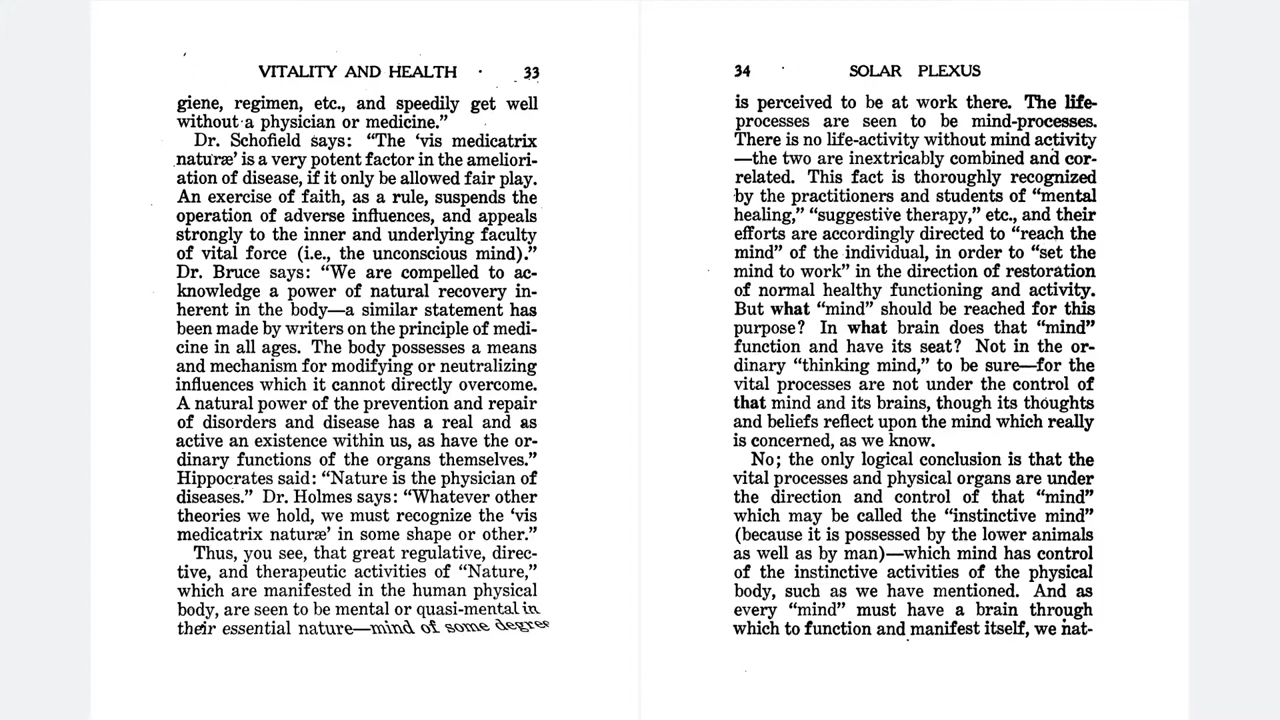 VITALITY AND HEALTH · 33
giene, regimen, etc., and speedily get well
without a physician or medicine.”
Dr. Schofield says: “The ‘vis medicatrix
naturæ’ is a very potent factor in the ameliori-
ation of disease, if it only be allowed fair play.
An exercise of faith, as a rule, suspends the
operation of adverse influences, and appeals
strongly to the inner and underlying faculty
of vital force (i.e., the unconscious mind).”
Dr. Bruce says: “We are compelled to ac-
knowledge a power of natural recovery in-
herent in the body—a similar statement has
been made by writers on the principle of medi-
cine in all ages. The body possesses a means
and mechanism for modifying or neutralizing
influences which it cannot directly overcome.
A natural power of the prevention and repair
of disorders and disease has a real and as
active an existence within us, as have the or-
dinary functions of the organs themselves.”
Hippocrates said: “Nature is the physician of
diseases.” Dr. Holmes says: “Whatever other
theories we hold, we must recognize the ‘vis
medicatrix naturæ’ in some shape or other.”
Thus, you see, that great regulative, direc-
tive, and therapeutic activities of “Nature,”
which are manifested in the human physical
body, are seen to be mental or quasi-mental in
their essential nature—mind of some degree
34 SOLAR PLEXUS
is perceived to be at work there. The life-
processes are seen to be mind-processes.
There is no life-activity without mind activity
—the two are inextricably combined and cor-
related. This fact is thoroughly recognized
by the practitioners and students of “mental
healing,” “suggestive therapy,” etc., and their
efforts are accordingly directed to “reach the
mind” of the individual, in order to “set the
mind to work” in the direction of restoration
of normal healthy functioning and activity.
But what “mind” should be reached for this
purpose? In what brain does that “mind”
function and have its seat? Not in the or-
dinary “thinking mind,” to be sure—for the
vital processes are not under the control of
that mind and its brains, though its thoughts
and beliefs reflect upon the mind which really
is concerned, as we know.
No; the only logical conclusion is that the
vital processes and physical organs are under
the direction and control of that “mind”
which may be called the “instinctive mind”
(because it is possessed by the lower animals
as well as by man)—which mind has control
of the instinctive activities of the physical
body, such as we have mentioned. And as
every “mind” must have a brain through
which to function and manifest itself, we nat-